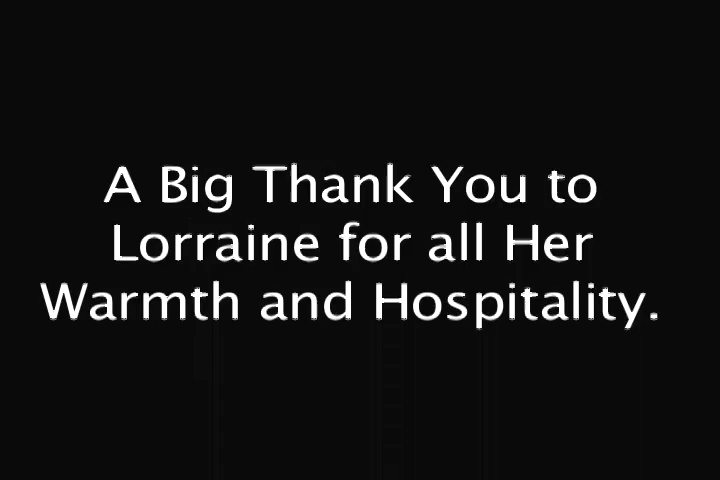 A Big Thank You to
Lorraine for all Her
Warmth and Hospitality.